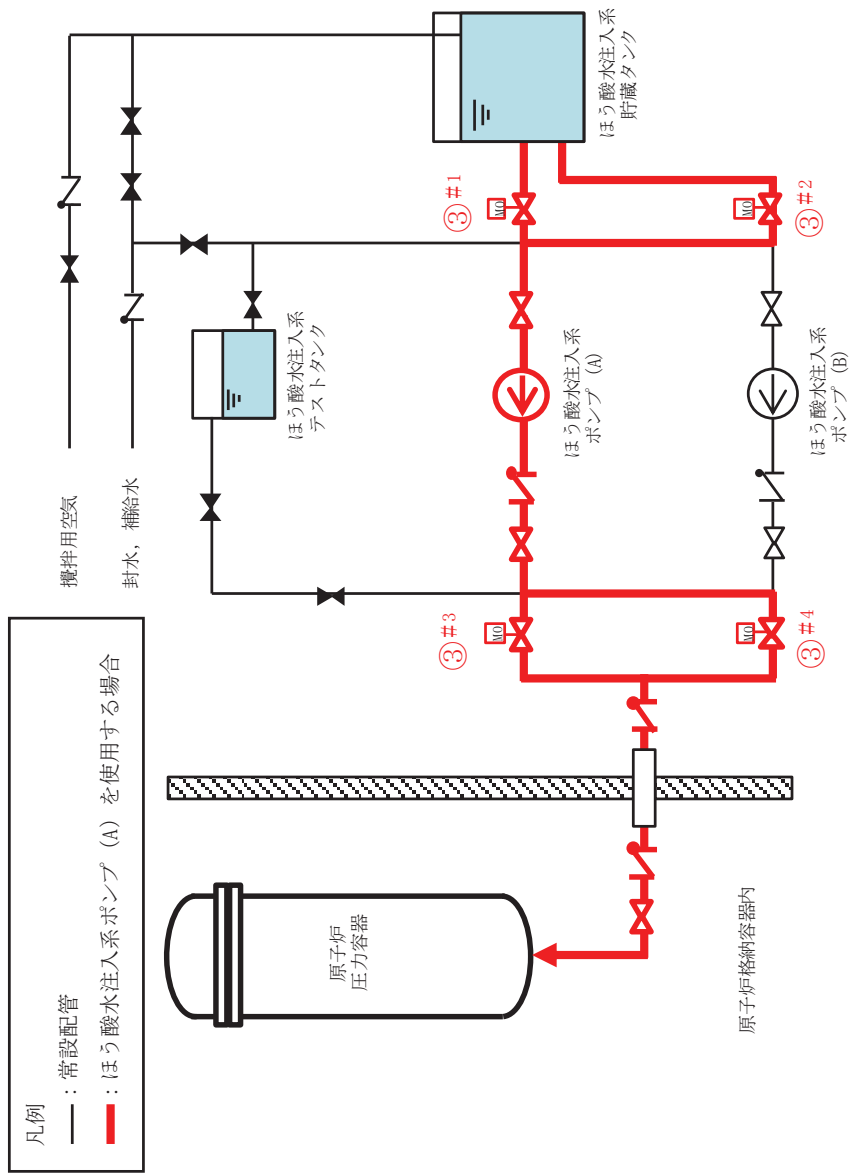 凡例
：常設配管
：ほう酸水注入系ポンプ（A）を使用する場合
攪拌用空気
封水，補給水
ほう酸水注入系
テストタンク
ほう酸水注入系
貯蔵タンク
原子炉
圧力容器
原子炉格納容器内
③#3
MO
③#4
MO
ほう酸水注入系
ポンプ（A）
ほう酸水注入系
ポンプ（B）
③#1
MO
③#2
MO